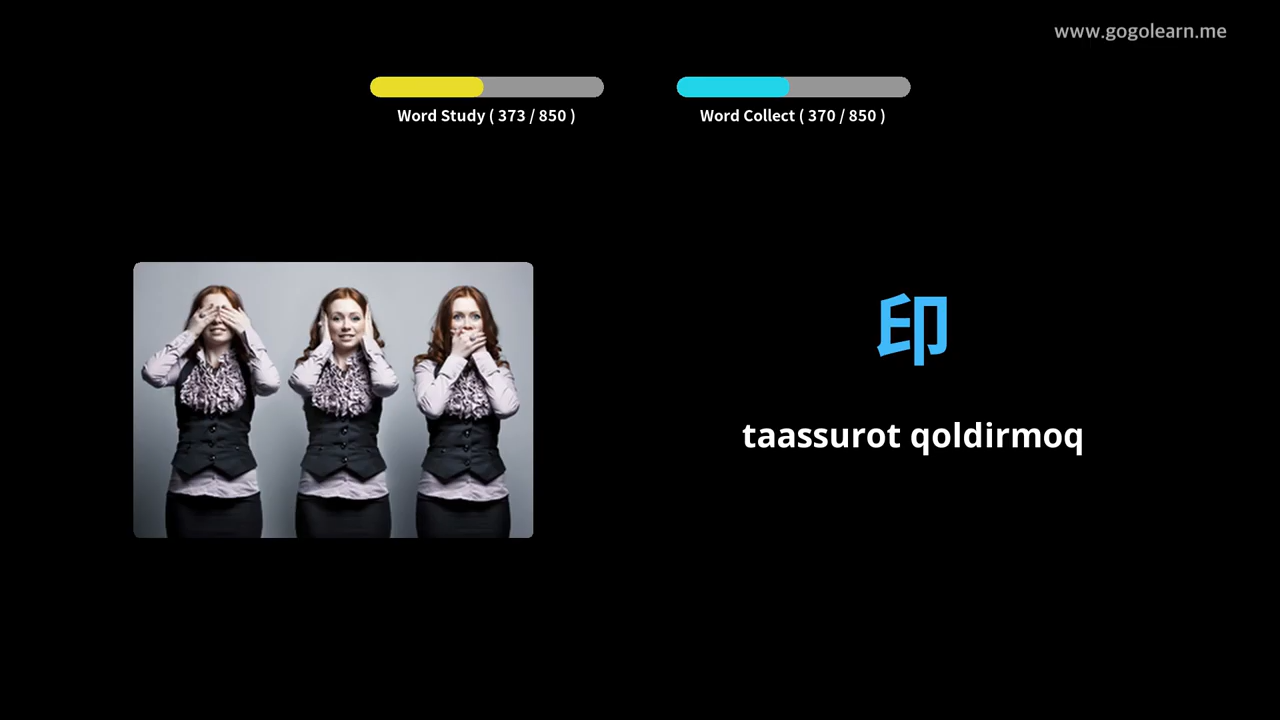 www.gogolearn.me
Word Study ( 373 / 850 )
Word Collect ( 370 / 850 )
印
taassurot qoldirmoq